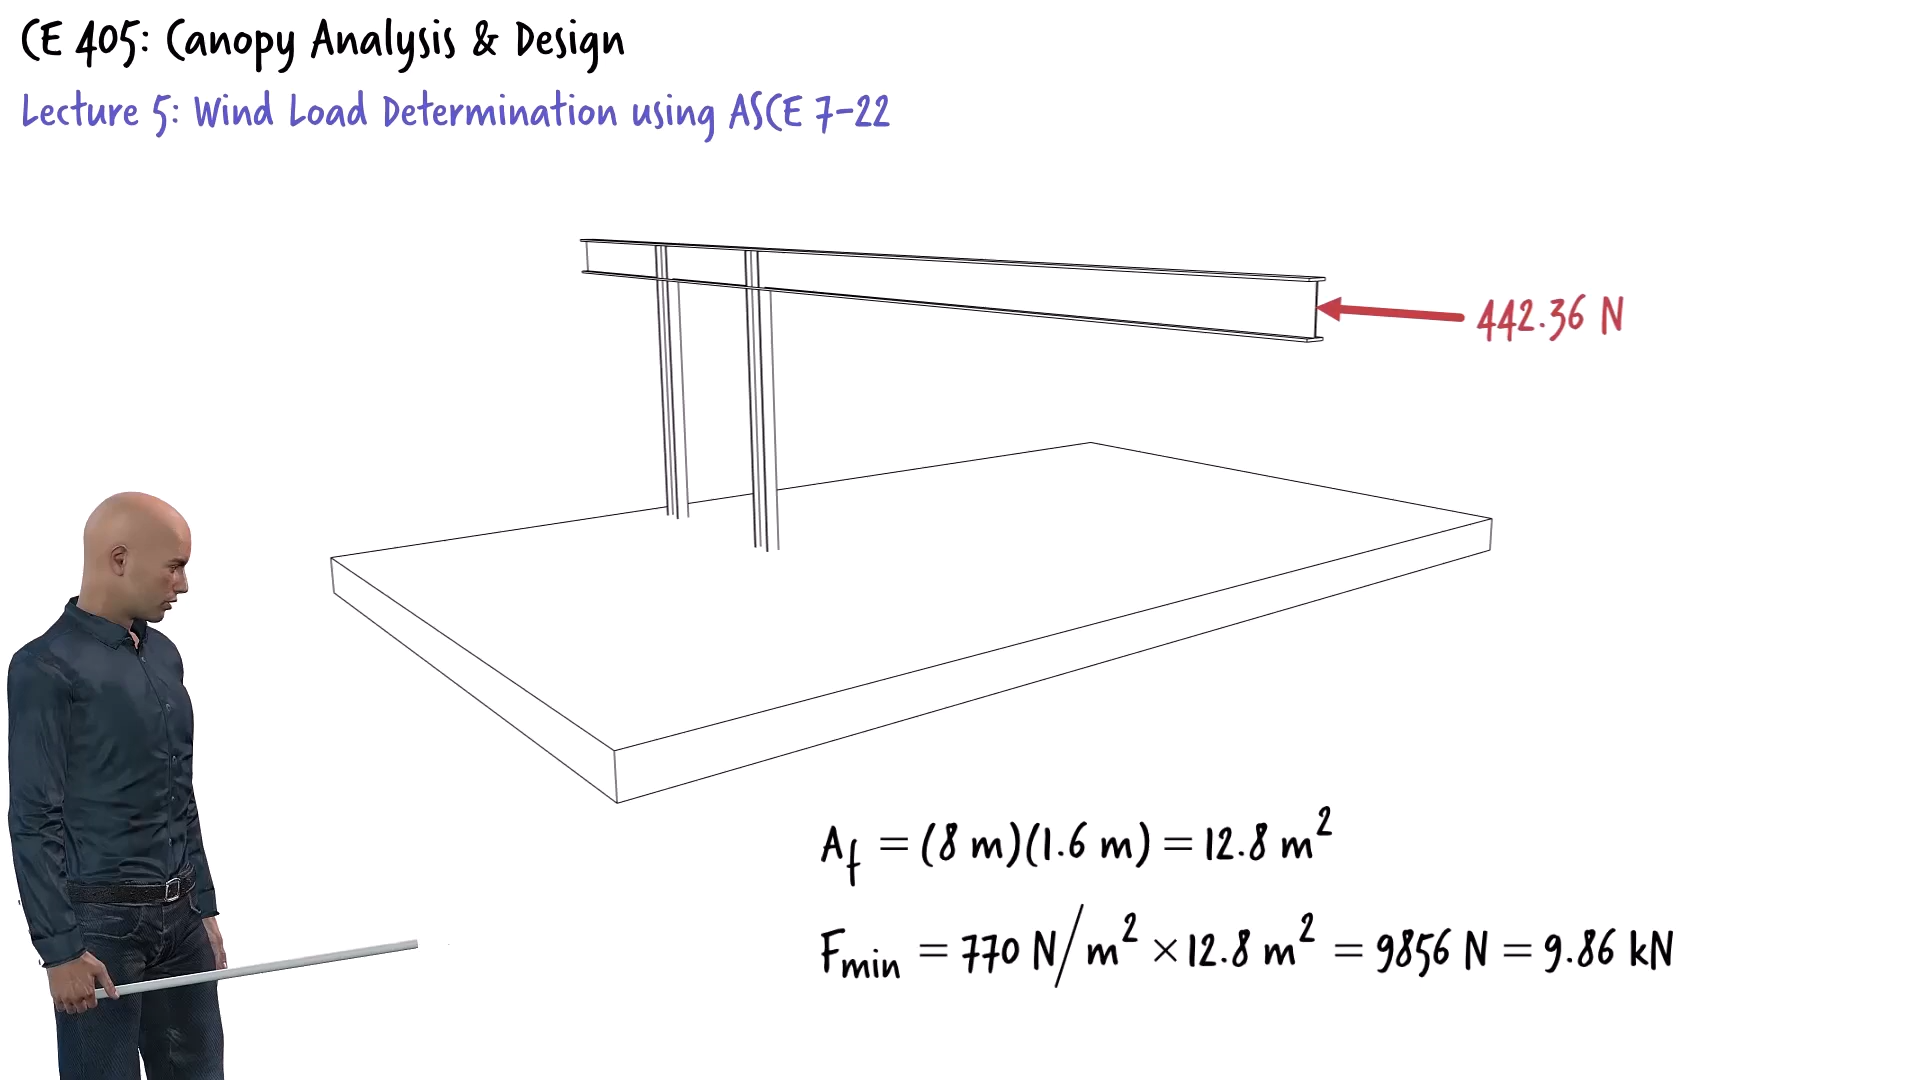 CE 405: Canopy Analysis & Design
Lecture 5: Wind Load Determination using ASCE 7-22
442.36 N
A_f = (8 m)(1.6 m) = 12.8 m²
F_min = 770 N/m² × 12.8 m² = 9856 N = 9.86 kN